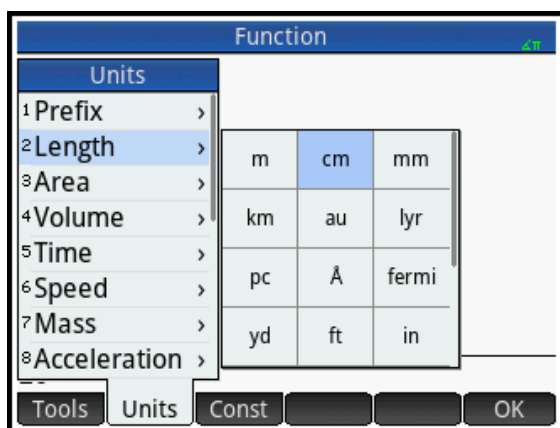 Function
∠π
Units
1 Prefix >
2 Length >
3 Area >
4 Volume >
5 Time >
6 Speed >
7 Mass >
8 Acceleration >
m cm mm
km au lyr
pc Å fermi
yd ft in
Tools Units Const OK